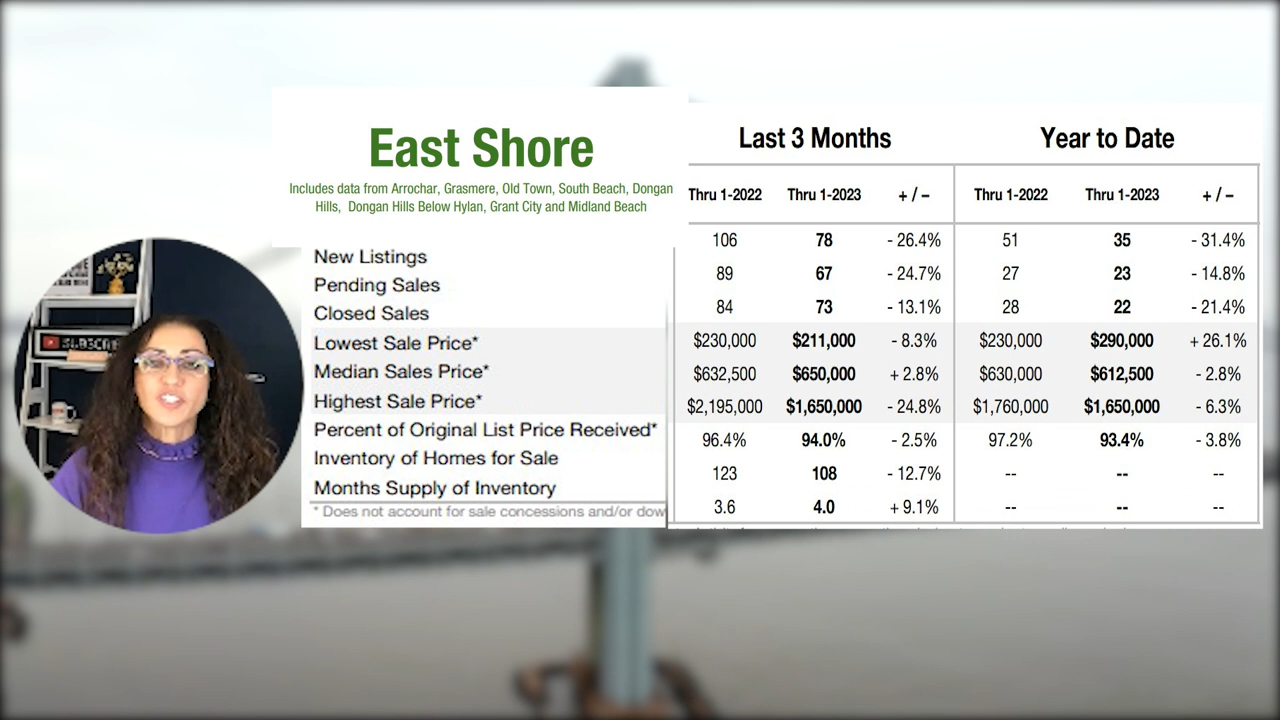 East Shore
Includes data from Arrochar, Grasmere, Old Town, South Beach, Dongan
Hills, Dongan Hills Below Hylan, Grant City and Midland Beach
Last 3 Months Year to Date
Thru 1-2022 Thru 1-2023 + / – Thru 1-2022 Thru 1-2023 + / –
New Listings 106 78 - 26.4% 51 35 - 31.4%
Pending Sales 89 67 - 24.7% 27 23 - 14.8%
Closed Sales 84 73 - 13.1% 28 22 - 21.4%
Lowest Sale Price* $230,000 $211,000 - 8.3% $230,000 $290,000 + 26.1%
Median Sales Price* $632,500 $650,000 + 2.8% $630,000 $612,500 - 2.8%
Highest Sale Price* $2,195,000 $1,650,000 - 24.8% $1,760,000 $1,650,000 - 6.3%
Percent of Original List Price Received* 96.4% 94.0% - 2.5% 97.2% 93.4% - 3.8%
Inventory of Homes for Sale 123 108 - 12.7% -- -- --
Months Supply of Inventory 3.6 4.0 + 9.1% -- -- --
* Does not account for sale concessions and/or dow
SUBSCRIBE